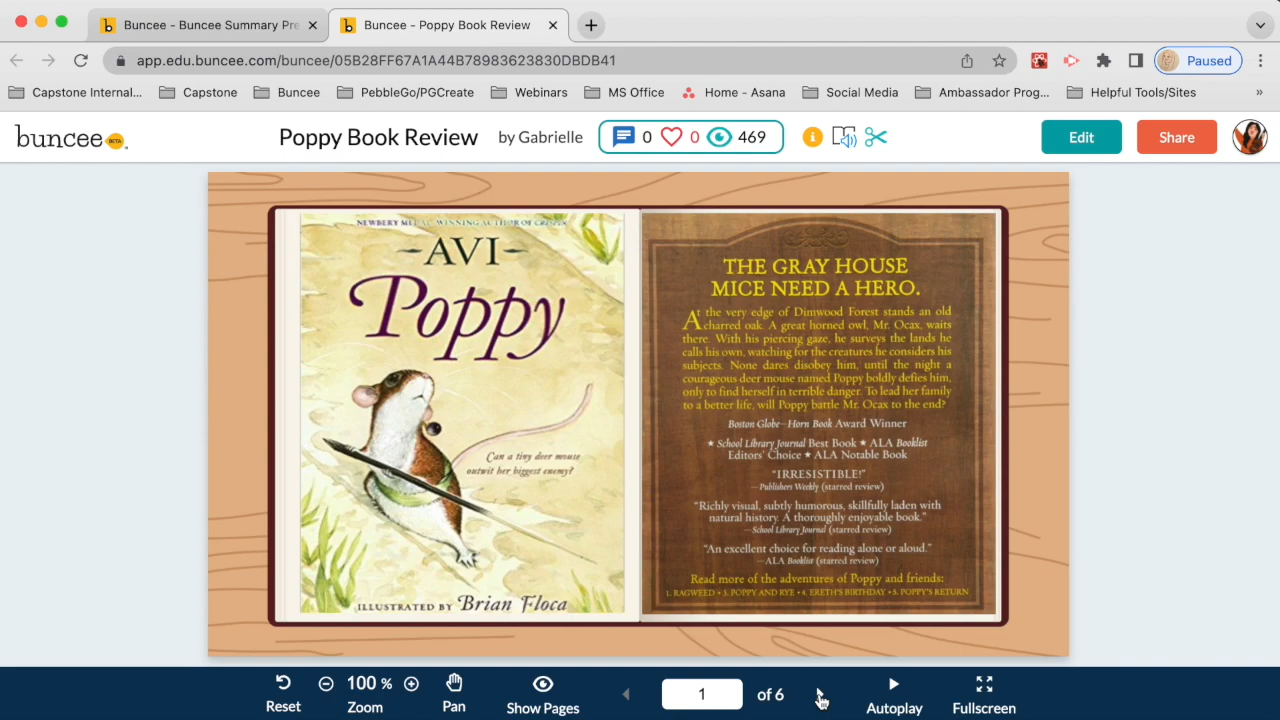 Buncee - Buncee Summary Pre
Buncee - Poppy Book Review
app.edu.buncee.com/buncee/05B28FF67A1A44B78983623830DBDB41
Paused
Capstone Internal...
Capstone
Buncee
PebbleGo/PGCreate
Webinars
MS Office
Home - Asana
Social Media
Ambassador Prog...
Helpful Tools/Sites
»
buncee BETA
Poppy Book Review
by Gabrielle
0
0
469
Edit
Share
NEWBERY MEDAL-WINNING AUTHOR OF CRISPIN
-AVI-
Poppy
Can a tiny deer mouse
outwit her biggest enemy?
ILLUSTRATED BY Brian Floca
THE GRAY HOUSE
MICE NEED A HERO.
At the very edge of Dimwood Forest stands an old
charred oak. A great horned owl, Mr. Ocax, waits
there. With his piercing gaze, he surveys the lands he
calls his own, watching for the creatures he considers his
subjects. None dares disobey him, until the night a
courageous deer mouse named Poppy boldly defies him,
only to find herself in terrible danger. To lead her family
to a better life, will Poppy battle Mr. Ocax to the end?
Boston Globe–Horn Book Award Winner
★ School Library Journal Best Book ★ ALA Booklist
Editors' Choice ★ ALA Notable Book
"IRRESISTIBLE!"
—Publishers Weekly (starred review)
"Richly visual, subtly humorous, skillfully laden with
natural history. A thoroughly enjoyable book."
—School Library Journal (starred review)
"An excellent choice for reading alone or aloud."
—ALA Booklist (starred review)
Read more of the adventures of Poppy and friends:
1. RAGWEED • 3. POPPY AND RYE • 4. ERETH'S BIRTHDAY • 5. POPPY'S RETURN
Reset
100 %
Zoom
Pan
Show Pages
1
of 6
Autoplay
Fullscreen